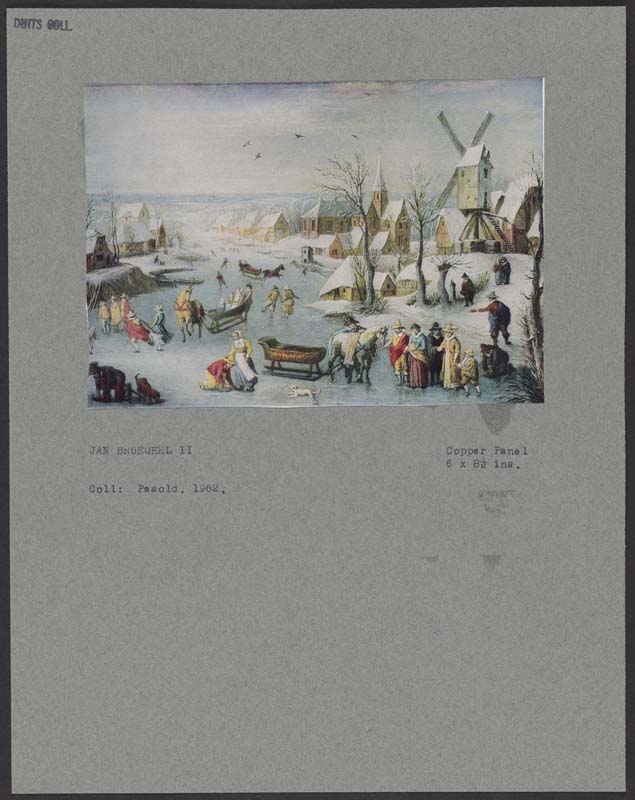 DUITS COLL.
JAN BRUEGHEL II
Copper Panel
6 x 8½ ins.
Coll: Pasold, 1962.